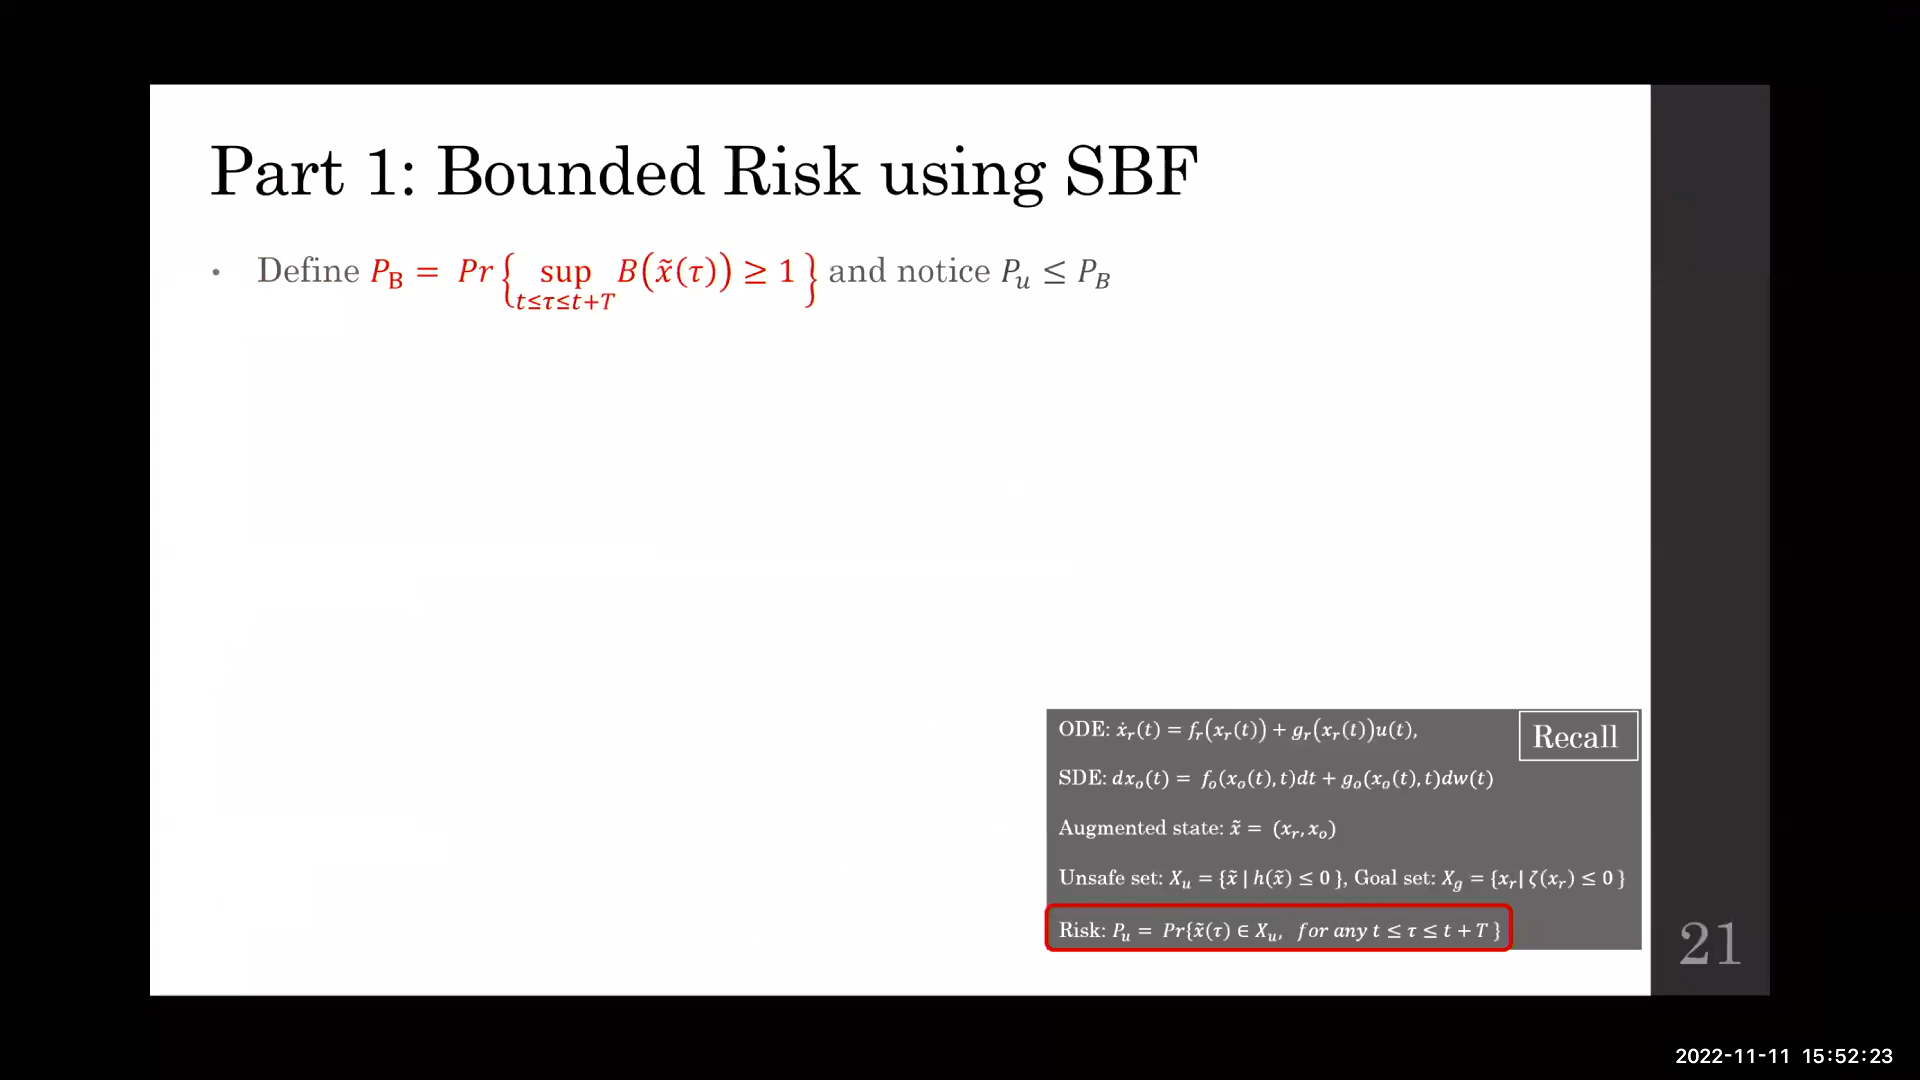 Part 1: Bounded Risk using SBF
• Define P_B = Pr{ sup_{t≤τ≤t+T} B(x̃(τ)) ≥ 1 } and notice P_u ≤ P_B
Recall
ODE: ẋ_r(t) = f_r(x_r(t)) + g_r(x_r(t))u(t),
SDE: dx_o(t) = f_o(x_o(t), t)dt + g_o(x_o(t), t)dw(t)
Augmented state: x̃ = (x_r, x_o)
Unsafe set: X_u = {x̃ | h(x̃) ≤ 0 }, Goal set: X_g = {x_r| ζ(x_r) ≤ 0 }
Risk: P_u = Pr{x̃(τ) ∈ X_u, for any t ≤ τ ≤ t + T }
21
2022-11-11 15:52:23